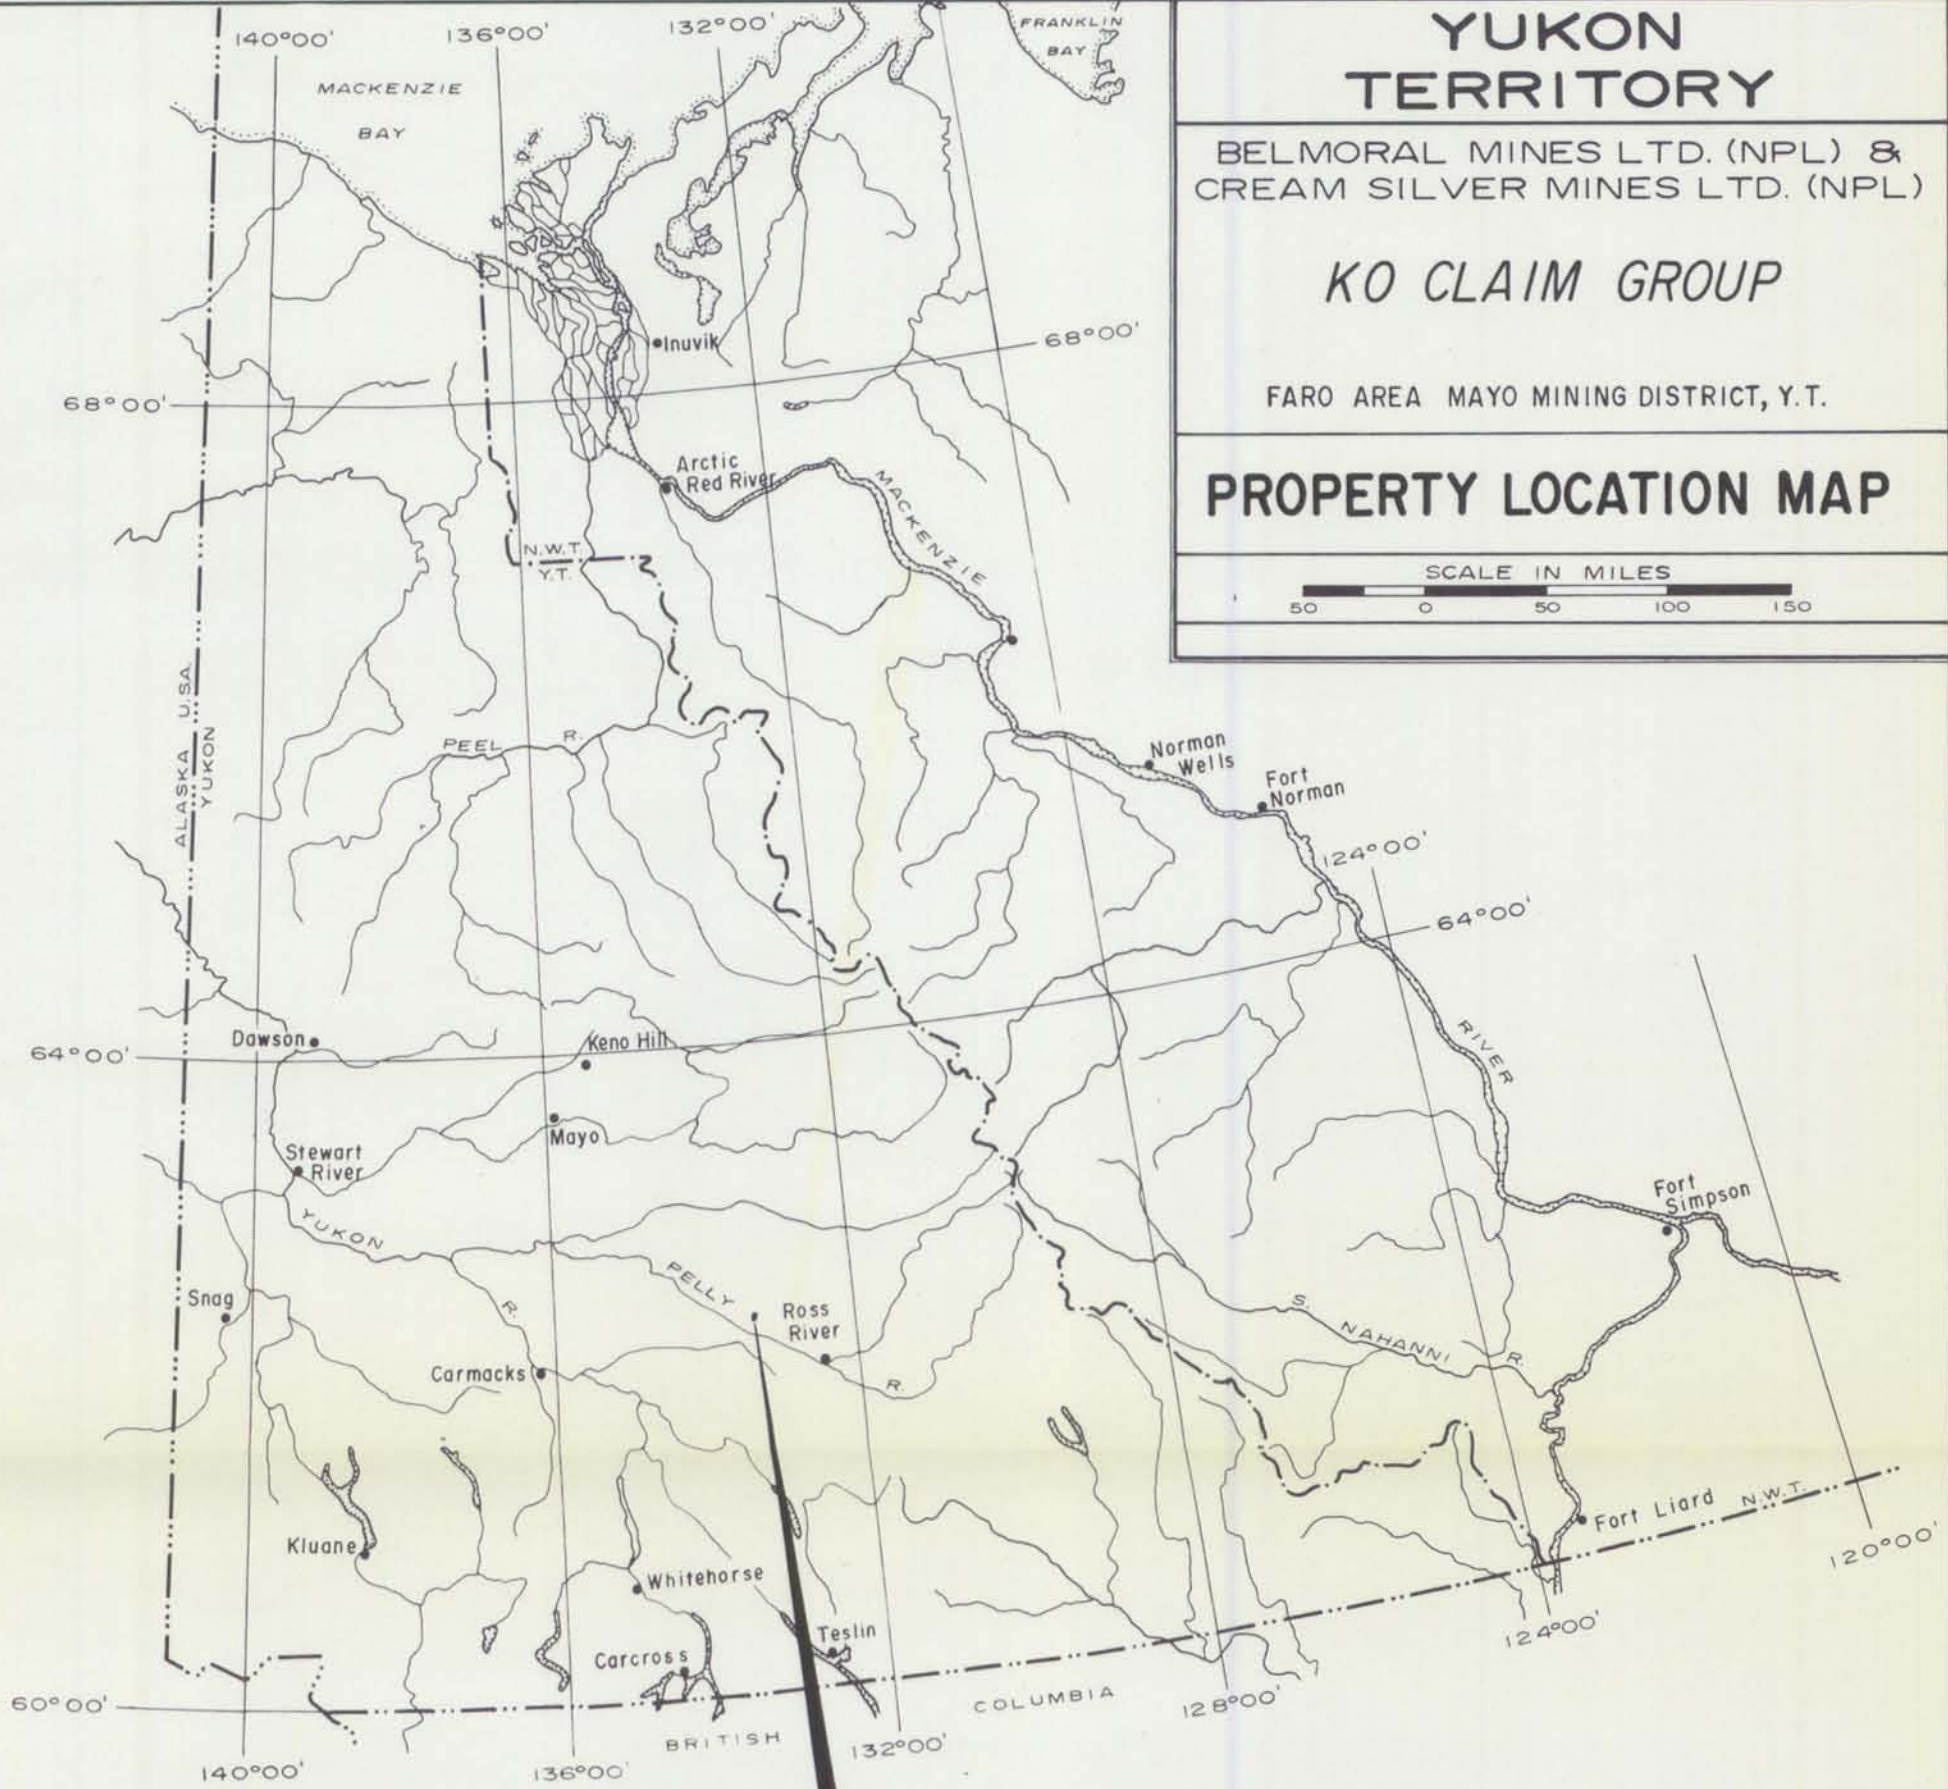 140°00'
136°00'
132°00'
FRANKLIN
BAY
MACKENZIE
BAY
YUKON
TERRITORY
BELMORAL MINES LTD. (NPL) &
CREAM SILVER MINES LTD. (NPL)
KO CLAIM GROUP
FARO AREA MAYO MINING DISTRICT, Y.T.
PROPERTY LOCATION MAP
SCALE IN MILES
50 0 50 100 150
Inuvik
68°00'
68°00'
Arctic
Red River
MACKENZIE
N.W.T.
Y.T.
ALASKA U.S.A.
YUKON
PEEL R.
Norman
Wells
Fort
Norman
124°00'
64°00'
RIVER
Dawson
64°00'
Keno Hill
Mayo
Stewart
River
YUKON
R.
Fort
Simpson
Snag
PELLY
R.
Ross
River
Carmacks
S.
NAHANNI
R.
Kluane
Whitehorse
Teslin
Carcross
Fort Liard
N.W.T.
120°00'
124°00'
128°00'
60°00'
BRITISH
COLUMBIA
132°00'
140°00'
136°00'